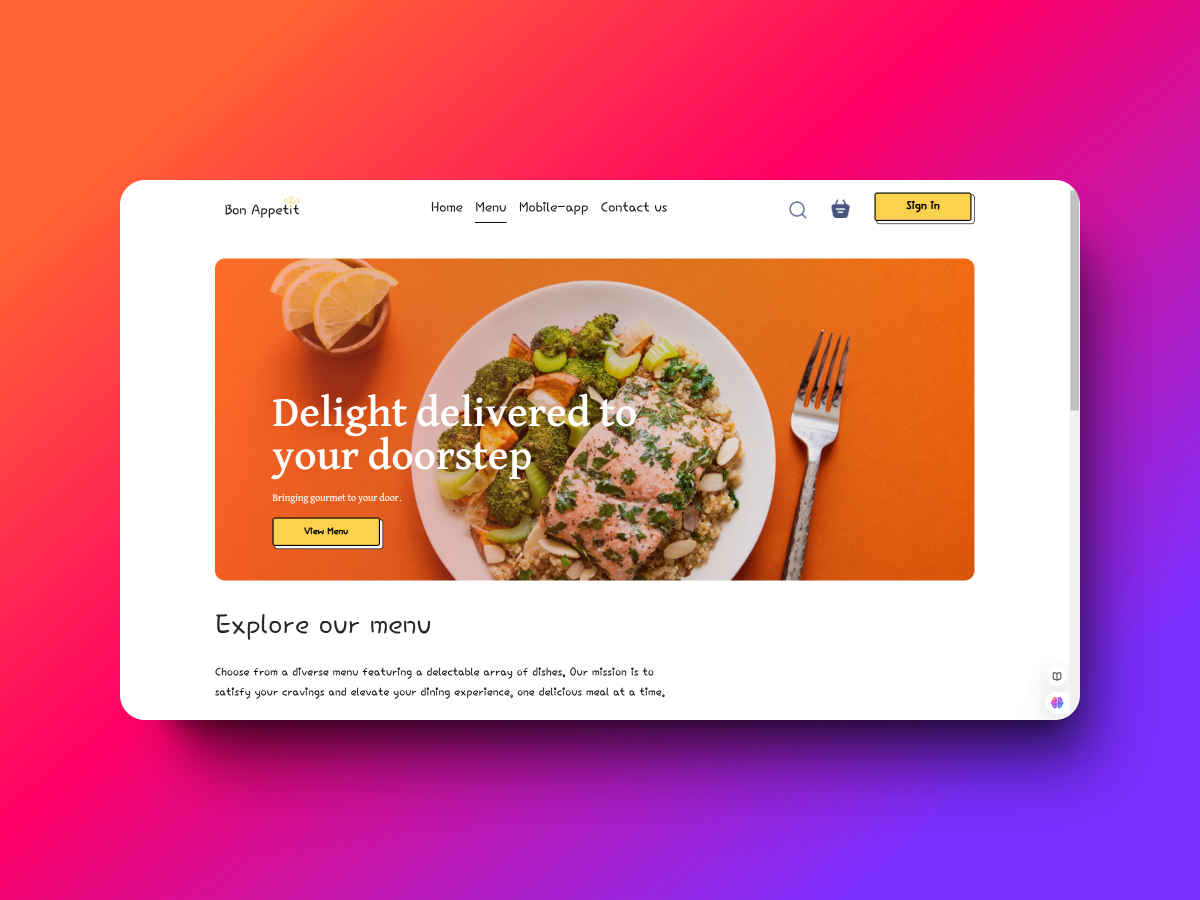 Bon Appetit
Home Menu Mobile-app Contact us
Sign in
Delight delivered to
your doorstep
Bringing gourmet to your door.
View Menu
Explore our menu
Choose from a diverse menu featuring a delectable array of dishes. Our mission is to
satisfy your cravings and elevate your dining experience, one delicious meal at a time.